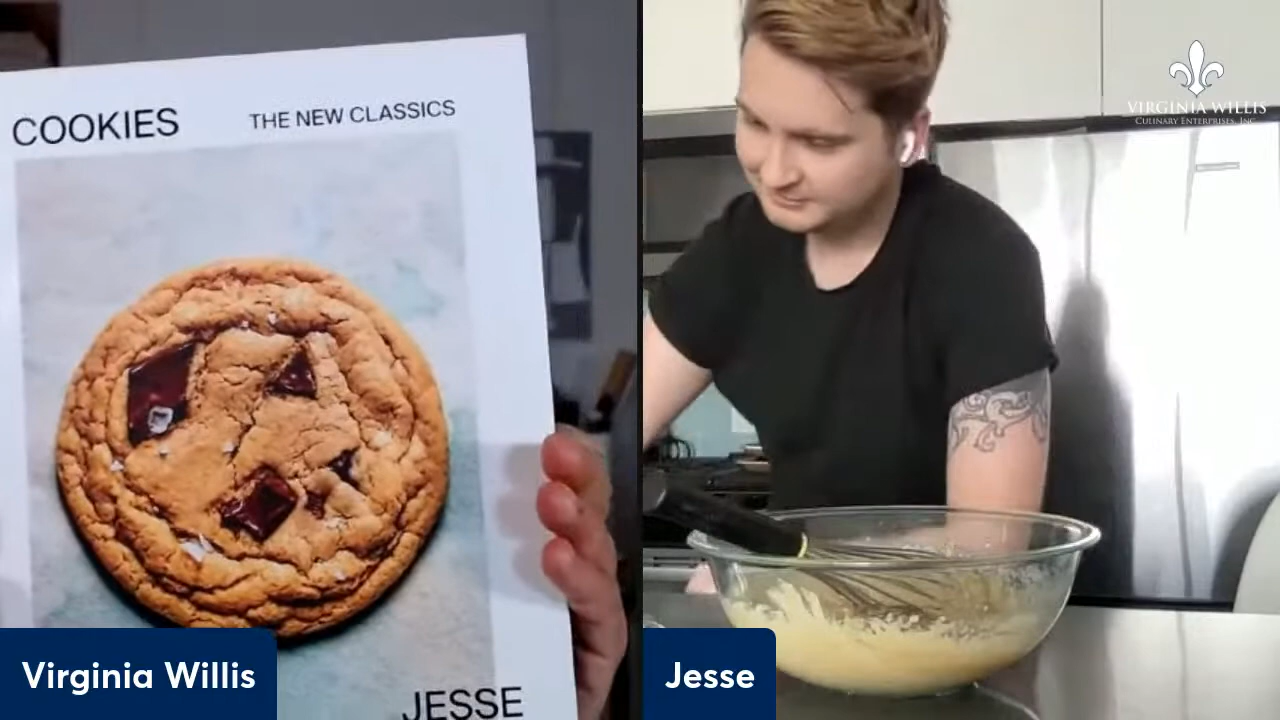 COOKIES
THE NEW CLASSICS
JESSE
Virginia Willis
VIRGINIA WILLIS
CULINARY ENTERPRISES, INC.
Jesse